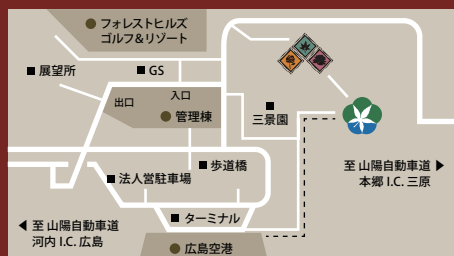 フォレストヒルズ
ゴルフ&リゾート
展望所
GS
出口
入口
管理棟
三景園
歩道橋
至 山陽自動車道 ▶
本郷 I.C. 三原
法人営駐車場
ターミナル
◀ 至 山陽自動車道
河内 I.C. 広島
広島空港